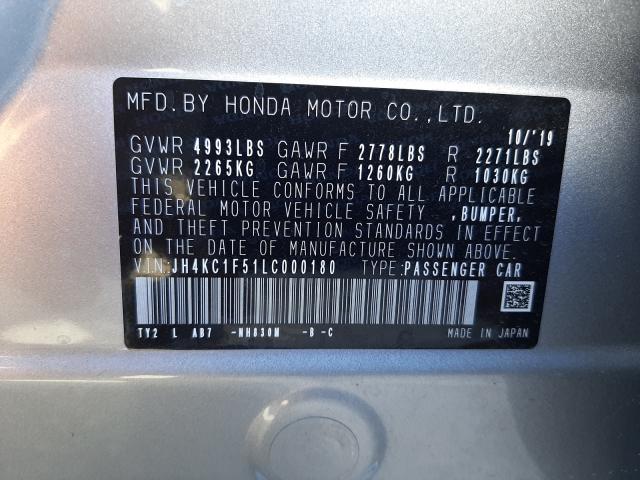 MFD.BY HONDA MOTOR CO.,LTD.
10/'19
GVWR 4993LBS GAWR F 2778LBS R 2271LBS
GVWR 2265KG GAWR F 1260KG R 1030KG
THIS VEHICLE CONFORMS TO ALL APPLICABLE
FEDERAL MOTOR VEHICLE SAFETY ,BUMPER,
AND THEFT PREVENTION STANDARDS IN EFFECT
ON THE DATE OF MANUFACTURE SHOWN ABOVE.
VIN:JH4KC1F51LC000180 TYPE:PASSENGER CAR
TY2 L AB7 -NH830M -B -C MADE IN JAPAN